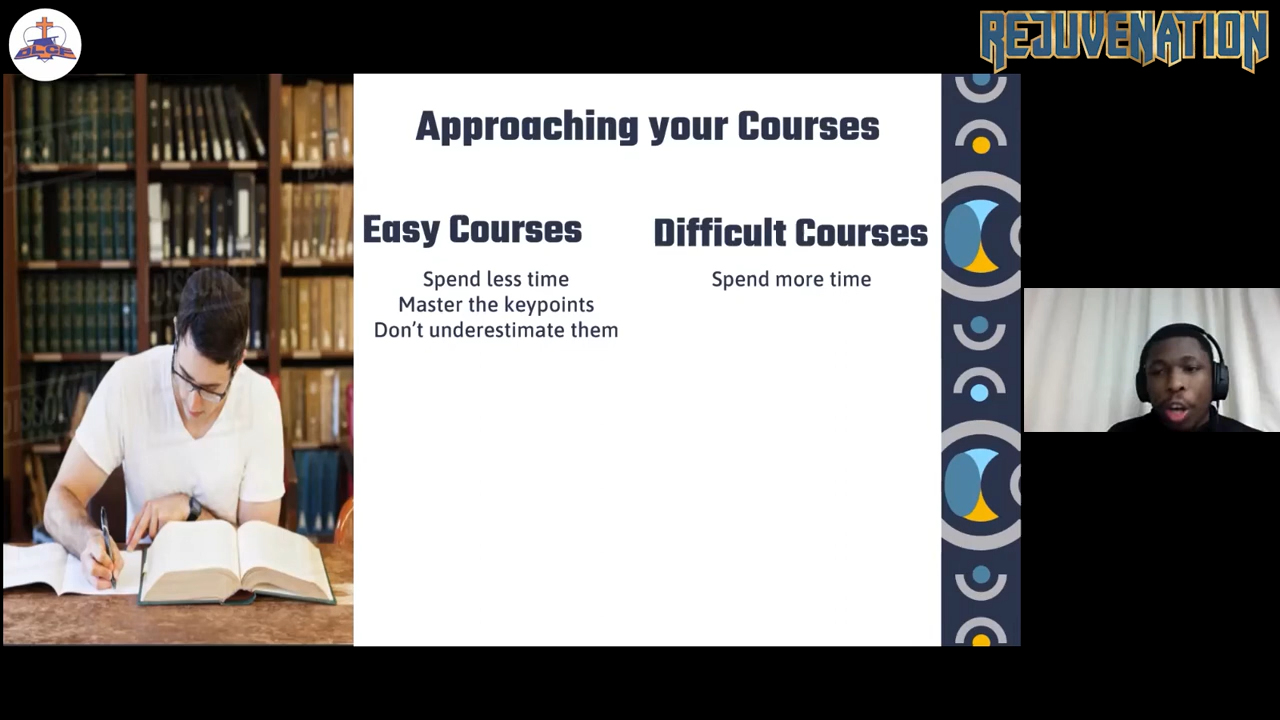 DLCF
REJUVENATION
Approaching your Courses
Easy Courses
Spend less time
Master the keypoints
Don’t underestimate them
Difficult Courses
Spend more time